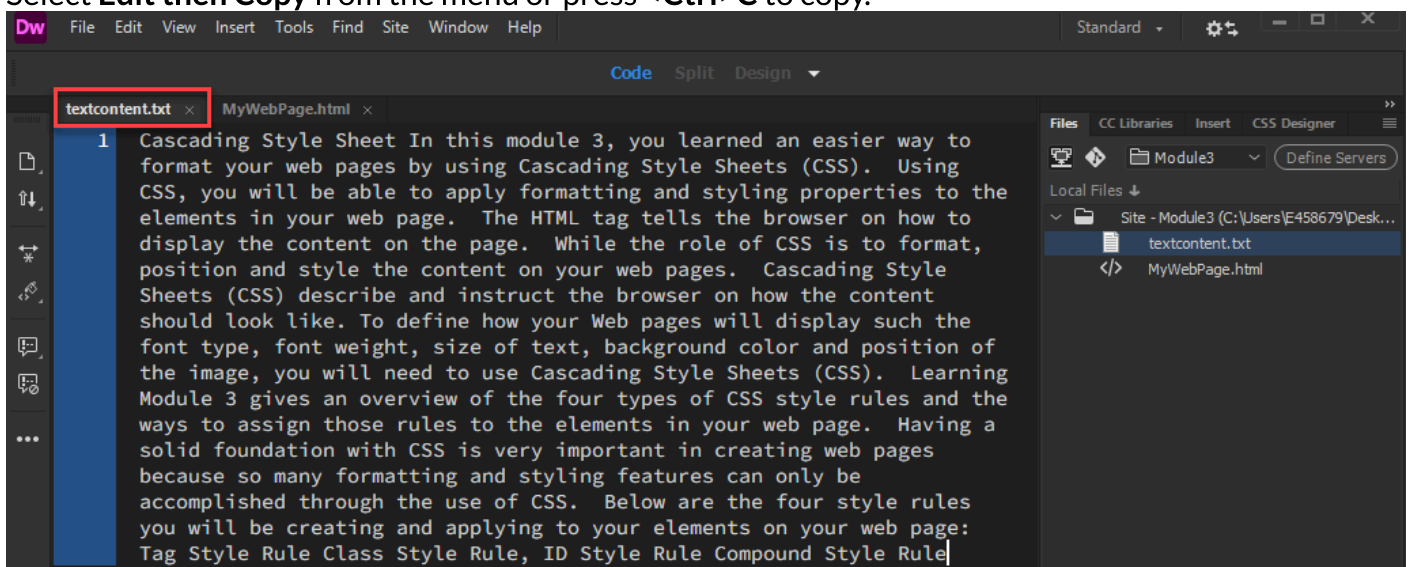 Select Edit then Copy from the menu or press <Ctrl> C to copy.
Dw File Edit View Insert Tools Find Site Window Help Standard
Code Split Design
textcontent.txt × MyWebPage.html ×
Files CC Libraries Insert CSS Designer
Module3 Define Servers
Local Files
Site - Module3 (C:\Users\E458679\Desk...
textcontent.txt
MyWebPage.html
1 Cascading Style Sheet In this module 3, you learned an easier way to
format your web pages by using Cascading Style Sheets (CSS).  Using
CSS, you will be able to apply formatting and styling properties to the
elements in your web page.  The HTML tag tells the browser on how to
display the content on the page.  While the role of CSS is to format,
position and style the content on your web pages.  Cascading Style
Sheets (CSS) describe and instruct the browser on how the content
should look like. To define how your Web pages will display such the
font type, font weight, size of text, background color and position of
the image, you will need to use Cascading Style Sheets (CSS).  Learning
Module 3 gives an overview of the four types of CSS style rules and the
ways to assign those rules to the elements in your web page.  Having a
solid foundation with CSS is very important in creating web pages
because so many formatting and styling features can only be
accomplished through the use of CSS.  Below are the four style rules
you will be creating and applying to your elements on your web page:
Tag Style Rule Class Style Rule, ID Style Rule Compound Style Rule